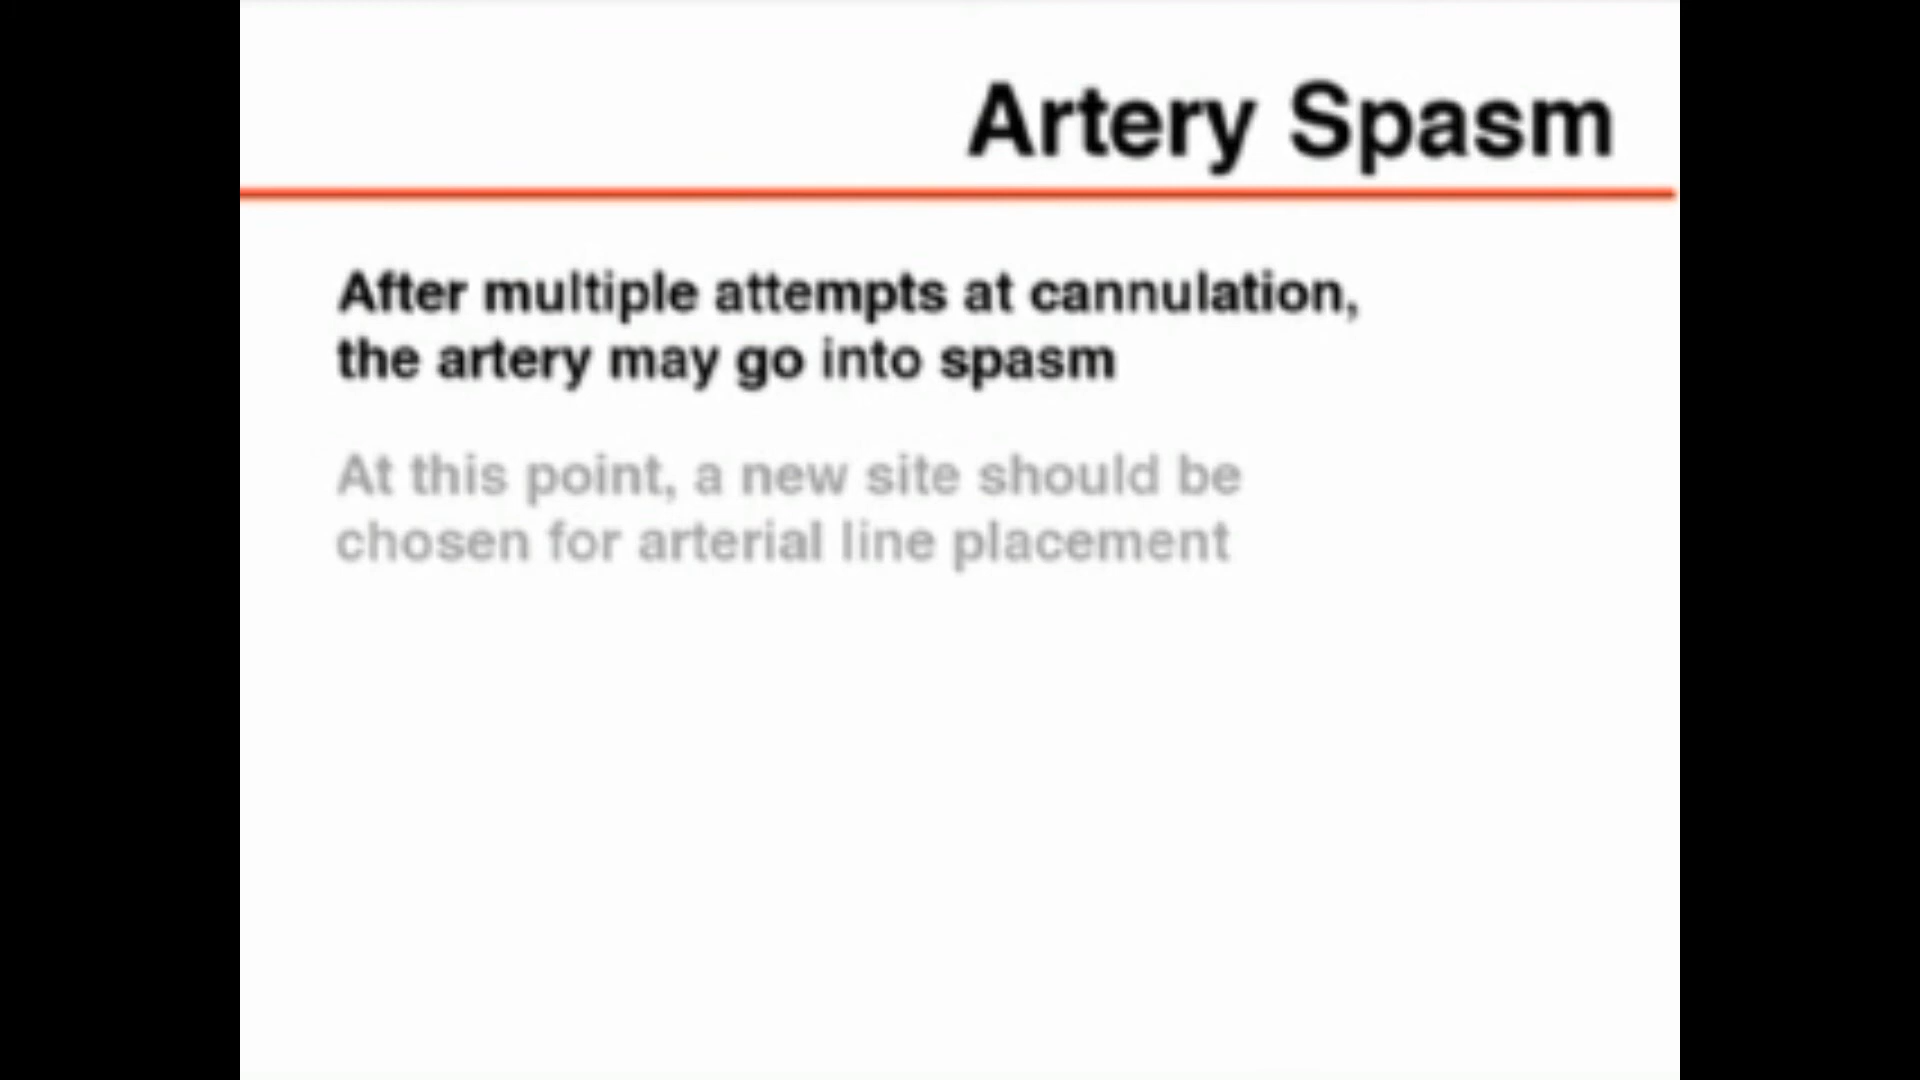 Artery Spasm
After multiple attempts at cannulation,
the artery may go into spasm
At this point, a new site should be
chosen for arterial line placement